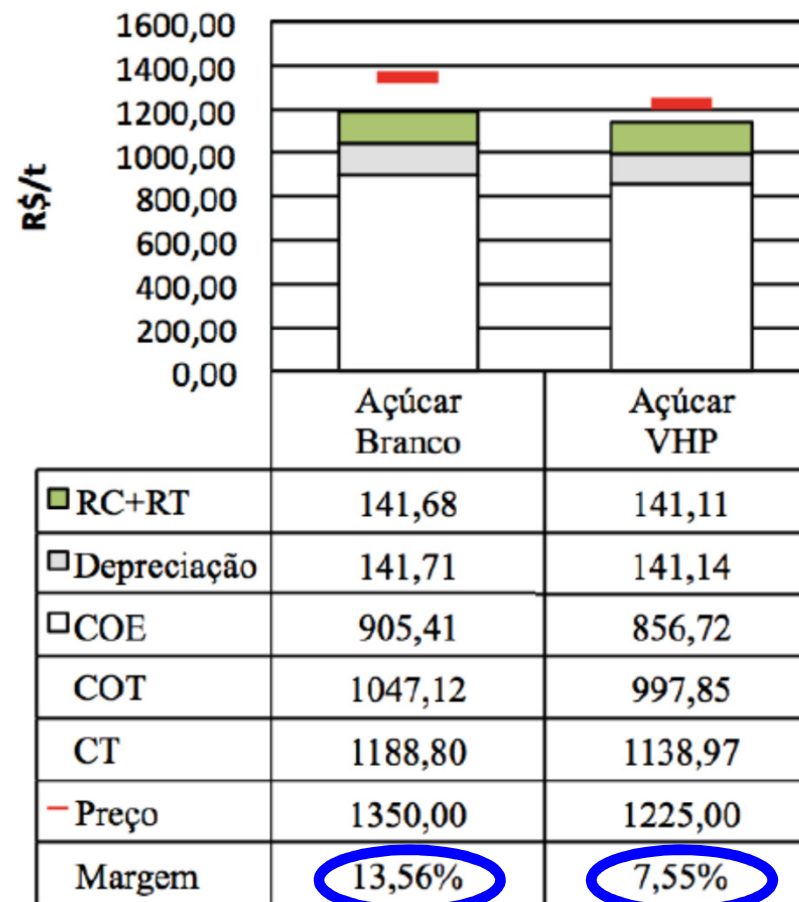 1600,00
1400,00
1200,00
1000,00
800,00
600,00
400,00
200,00
0,00
R$/t
Açúcar Branco Açúcar VHP
RC+RT 141,68 141,11
Depreciação 141,71 141,14
COE 905,41 856,72
COT 1047,12 997,85
CT 1188,80 1138,97
Preço 1350,00 1225,00
Margem 13,56% 7,55%